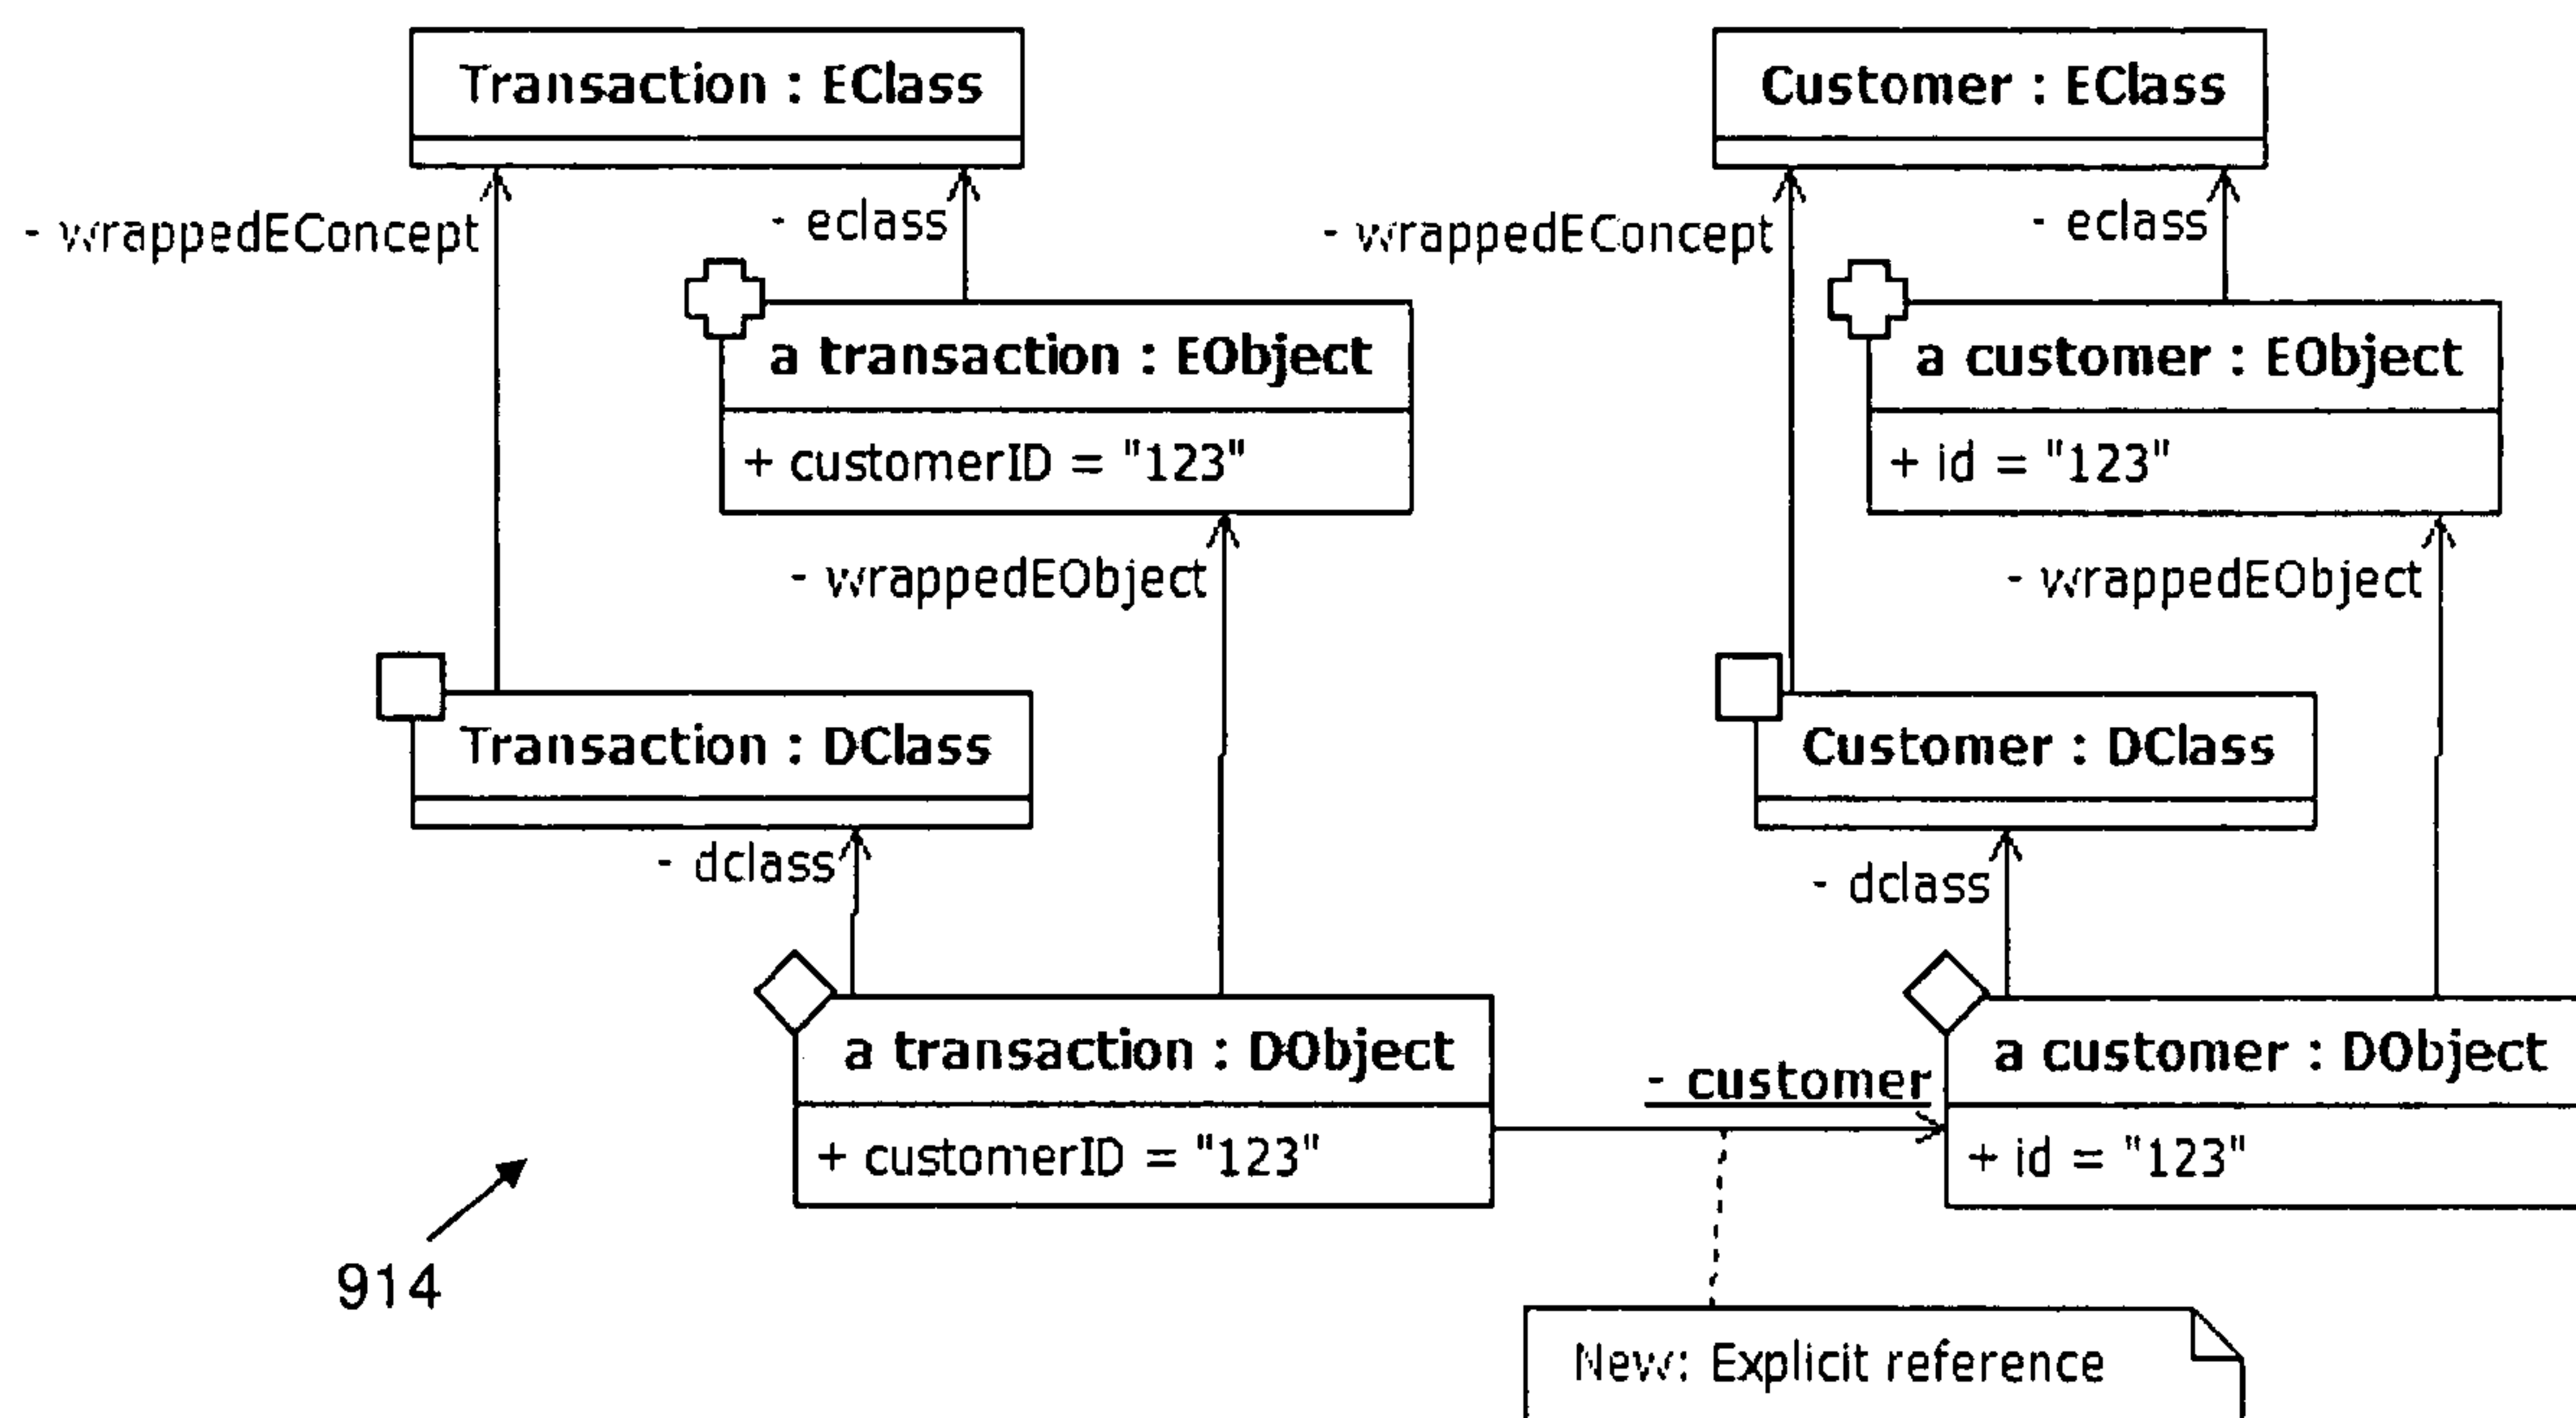 Transaction : EClass
Customer : EClass
- wrappedEConcept
- eclass
- wrappedEConcept
- eclass
a transaction : EObject
a customer : EObject
+ customerID = "123"
+ id = "123"
- wrappedEObject
- wrappedEObject
Transaction : DClass
Customer : DClass
- dclass
- dclass
a transaction : DObject
a customer : DObject
- customer
+ customerID = "123"
+ id = "123"
914
New: Explicit reference